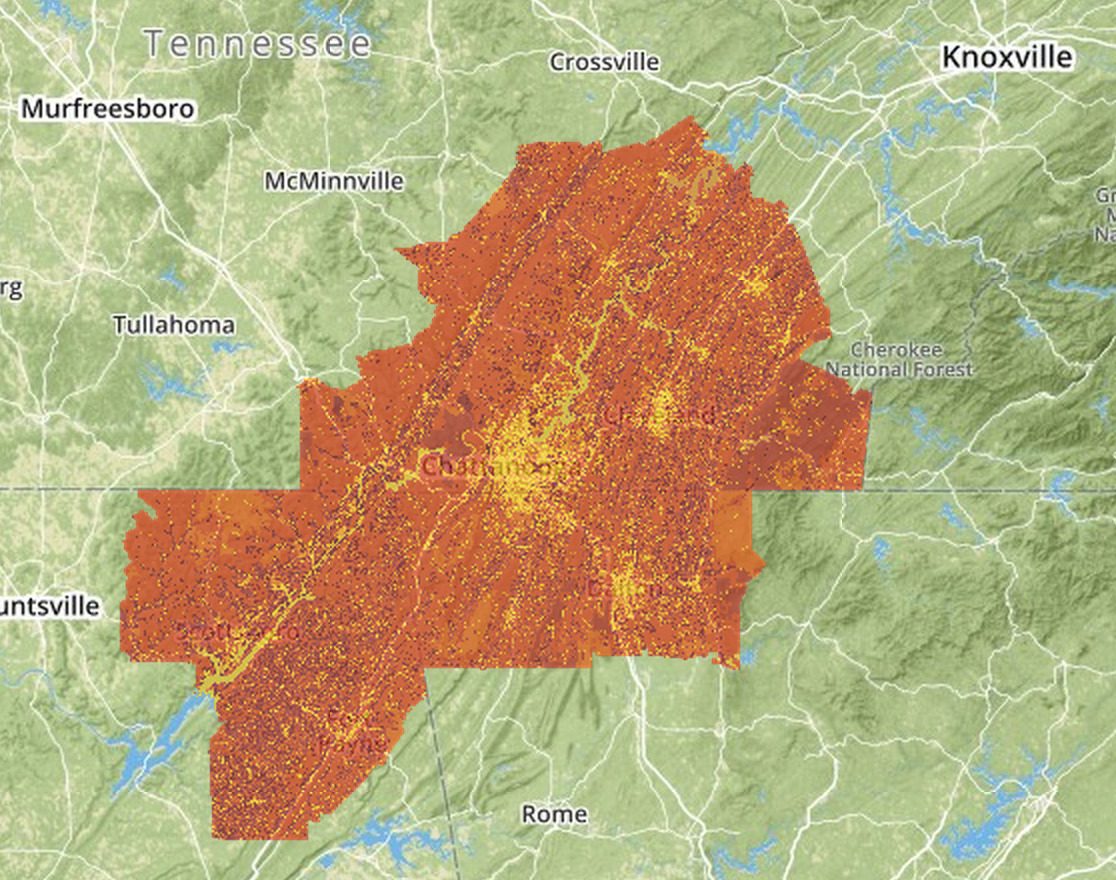 Tennessee
Crossville
Knoxville
Murfreesboro
McMinnville
Gr
N
Na
rg
Tullahoma
Cherokee
National Forest
Cleveland
Chattanooga
Dalton
untsville
Scottsboro
Fort
Payne
Rome